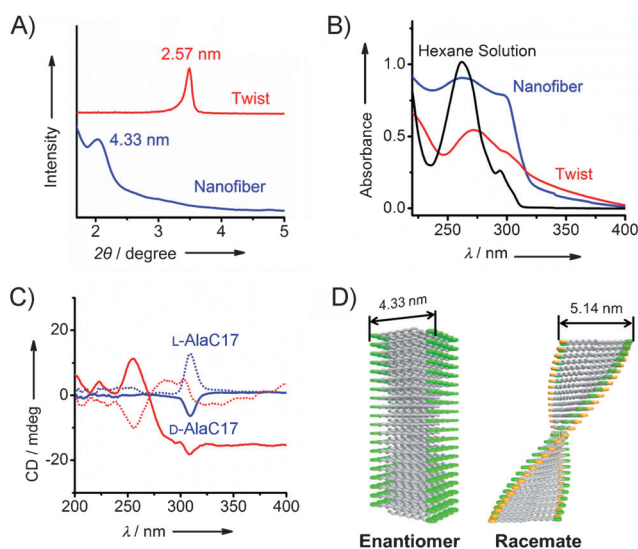 A)
2.57 nm
Twist
4.33 nm
Nanofiber
Intensity
2 3 4 5
2θ / degree
B)
Hexane Solution
Nanofiber
Twist
1.0
0.5
0.0
Absorbance
250 300 350 400
λ / nm
C)
20
0
-20
CD / mdeg
L-AlaC17
D-AlaC17
200 250 300 350 400
λ / nm
D)
4.33 nm
5.14 nm
Enantiomer
Racemate